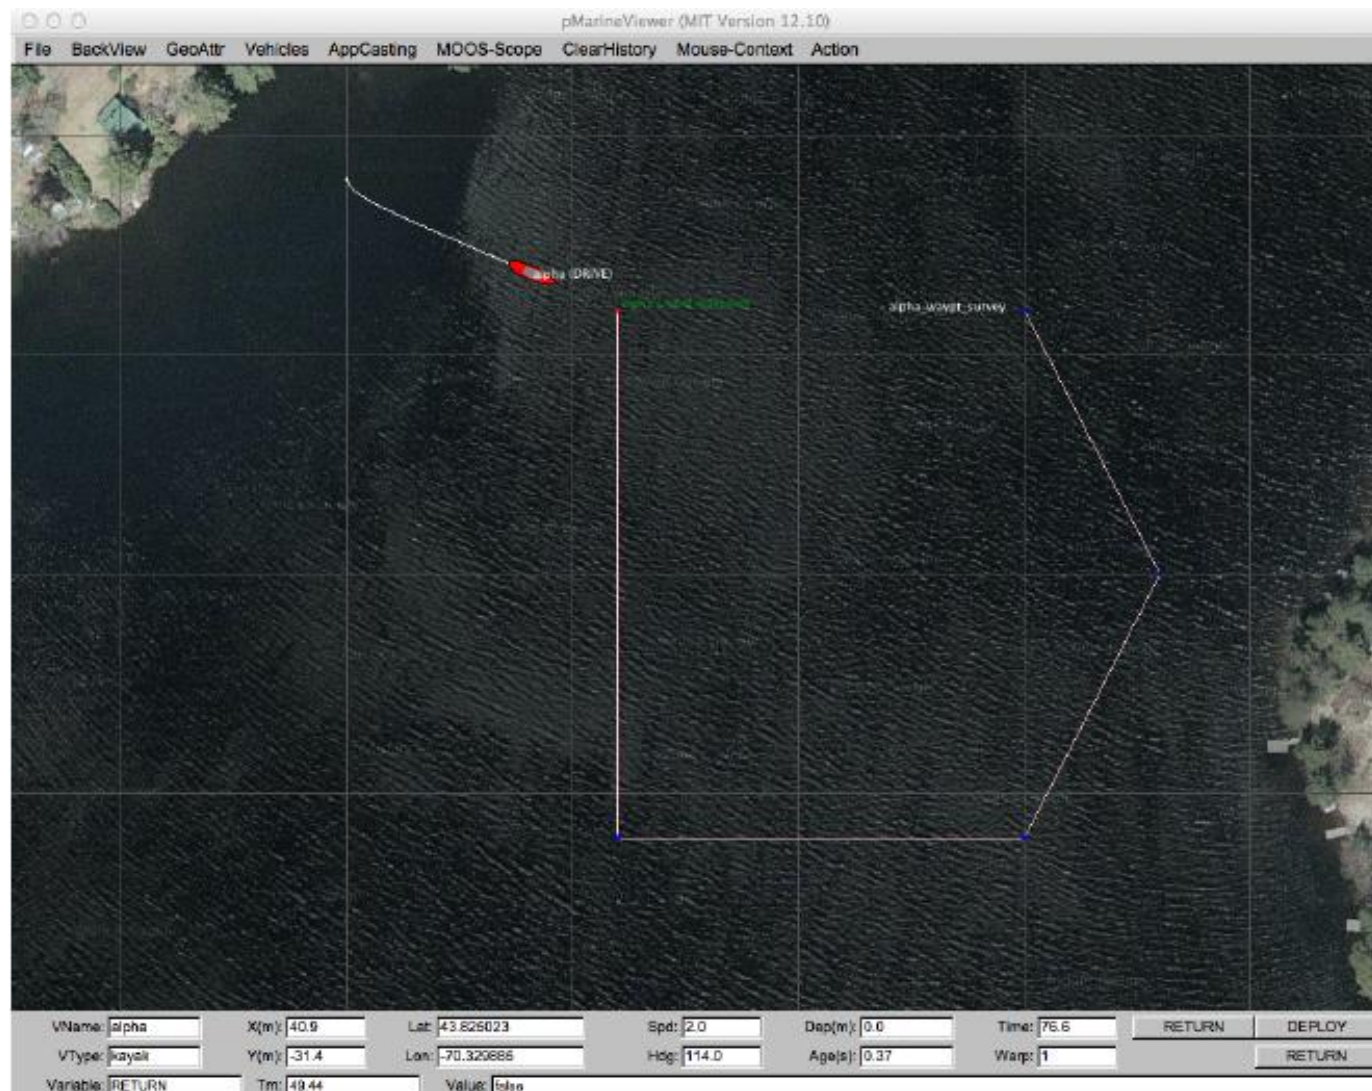 pMarineViewer (MIT Version 12.10)
File BackView GeoAttr Vehicles AppCasting MOOS-Scope ClearHistory Mouse-Context Action
alpha (DRIVE)
alpha_waypt_survey
VName: alpha X(m): 40.9 Lat: 43.825023 Spd: 2.0 Dep(m): 0.0 Time: 76.6 RETURN DEPLOY
VType: kayak Y(m): -31.4 Lon: -70.329885 Hdg: 114.0 Age(s): 0.37 Warp: 1 RETURN
Variable: RETURN Tm: 49.44 Value: false